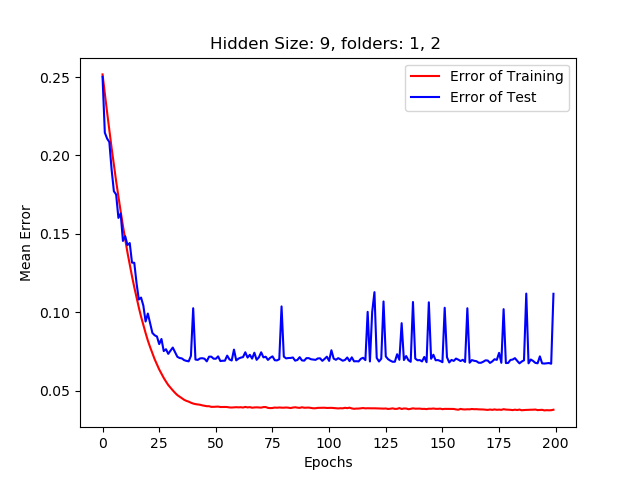 Hidden Size: 9, folders: 1, 2
Error of Training
Error of Test
Mean Error
0.25
0.20
0.15
0.10
0.05
0 25 50 75 100 125 150 175 200
Epochs